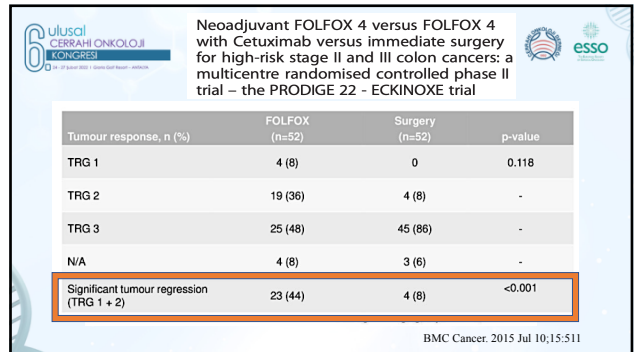 6.
ulusal
CERRAHİ ONKOLOJİ
KONGRESİ
Neoadjuvant FOLFOX 4 versus FOLFOX 4
with Cetuximab versus immediate surgery
for high-risk stage II and III colon cancers: a
multicentre randomised controlled phase II
trial – the PRODIGE 22 - ECKINOXE trial
esso
Tumour response, n (%) FOLFOX (n=52) Surgery (n=52) p-value
TRG 1 4 (8) 0 0.118
TRG 2 19 (36) 4 (8) -
TRG 3 25 (48) 45 (86) -
N/A 4 (8) 3 (6) -
Significant tumour regression
(TRG 1 + 2) 23 (44) 4 (8) <0.001
BMC Cancer. 2015 Jul 10;15:511